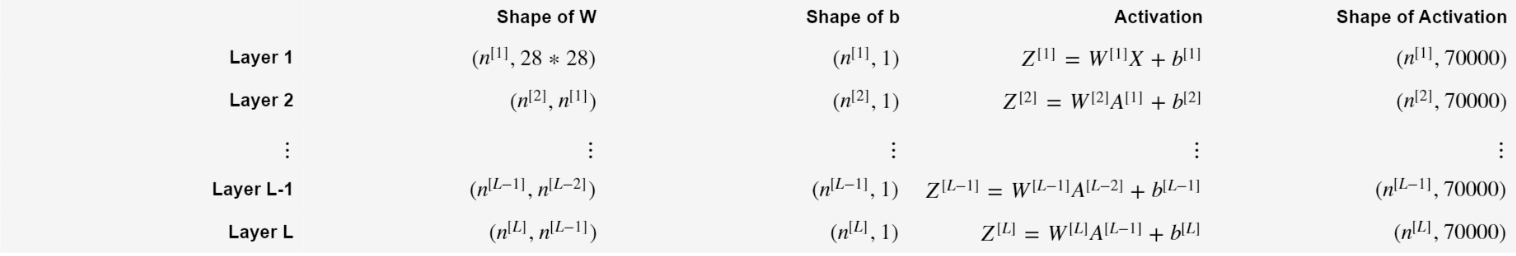 Shape of W Shape of b Activation Shape of Activation
Layer 1 (n^[1], 28 ∗ 28) (n^[1], 1) Z^[1] = W^[1]X + b^[1] (n^[1], 70000)
Layer 2 (n^[2], n^[1]) (n^[2], 1) Z^[2] = W^[2]A^[1] + b^[2] (n^[2], 70000)
⋮ ⋮ ⋮ ⋮ ⋮
Layer L-1 (n^[L−1], n^[L−2]) (n^[L−1], 1) Z^[L−1] = W^[L−1]A^[L−2] + b^[L−1] (n^[L−1], 70000)
Layer L (n^[L], n^[L−1]) (n^[L], 1) Z^[L] = W^[L]A^[L−1] + b^[L] (n^[L], 70000)